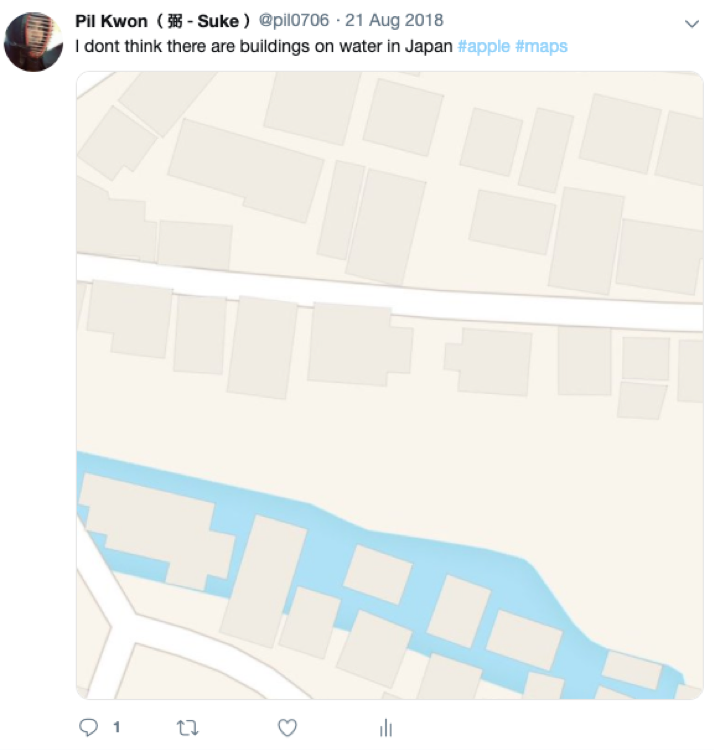 Pil Kwon ( 弼 - Suke ) @pil0706 · 21 Aug 2018
I dont think there are buildings on water in Japan #apple #maps
1